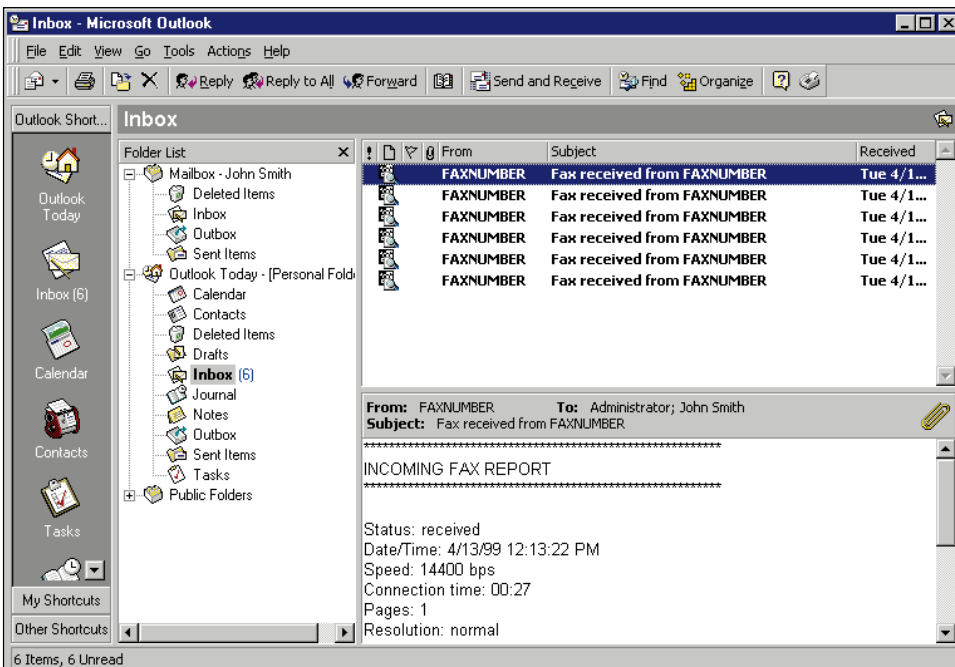 Inbox - Microsoft Outlook
File Edit View Go Tools Actions Help
Reply Reply to All Forward Send and Receive Find Organize
Outlook Short... Inbox
Outlook Today
Inbox (6)
Calendar
Contacts
Tasks
My Shortcuts
Other Shortcuts
Folder List
Mailbox - John Smith
Deleted Items
Inbox
Outbox
Sent Items
Outlook Today - [Personal Fold
Calendar
Contacts
Deleted Items
Drafts
Inbox (6)
Journal
Notes
Outbox
Sent Items
Tasks
Public Folders
! From Subject Received
FAXNUMBER Fax received from FAXNUMBER Tue 4/1...
FAXNUMBER Fax received from FAXNUMBER Tue 4/1...
FAXNUMBER Fax received from FAXNUMBER Tue 4/1...
FAXNUMBER Fax received from FAXNUMBER Tue 4/1...
FAXNUMBER Fax received from FAXNUMBER Tue 4/1...
FAXNUMBER Fax received from FAXNUMBER Tue 4/1...
From: FAXNUMBER To: Administrator; John Smith
Subject: Fax received from FAXNUMBER
*******************************************************
INCOMING FAX REPORT
*******************************************************
Status: received
Date/Time: 4/13/99 12:13:22 PM
Speed: 14400 bps
Connection time: 00:27
Pages: 1
Resolution: normal
6 Items, 6 Unread